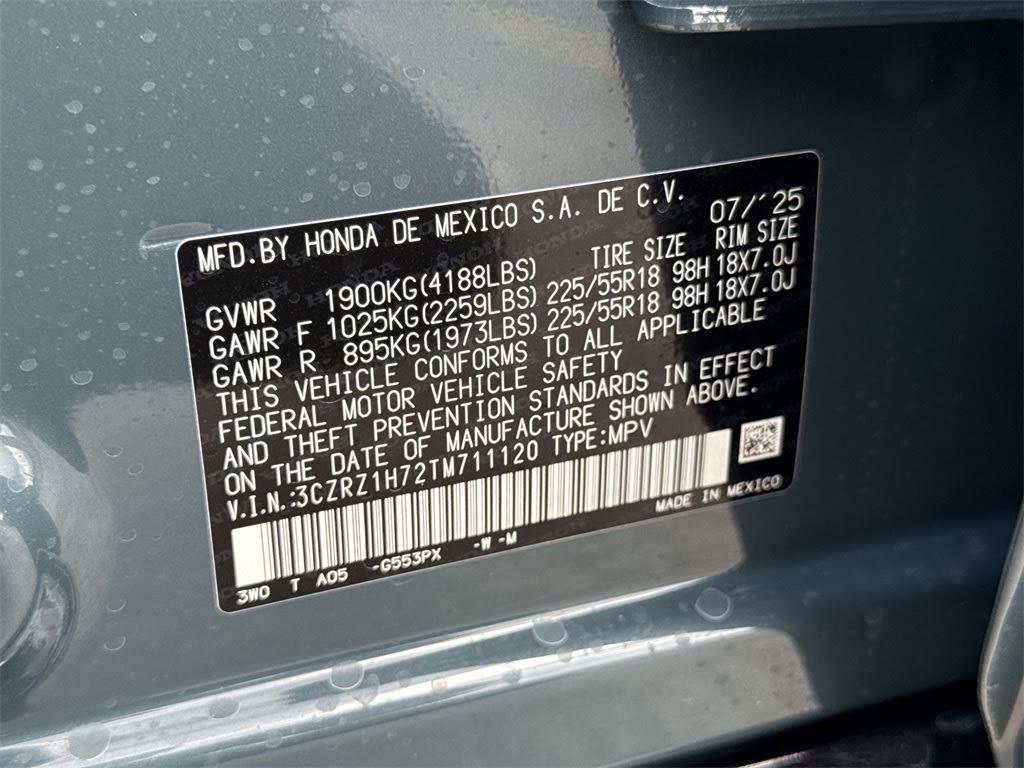 MFD.BY HONDA DE MEXICO S.A. DE C.V. 07/'25
TIRE SIZE RIM SIZE
GVWR 1900KG(4188LBS)
GAWR F 1025KG(2259LBS) 225/55R18 98H 18X7.0J
GAWR R 895KG(1973LBS) 225/55R18 98H 18X7.0J
THIS VEHICLE CONFORMS TO ALL APPLICABLE
FEDERAL MOTOR VEHICLE SAFETY
AND THEFT PREVENTION STANDARDS IN EFFECT
ON THE DATE OF MANUFACTURE SHOWN ABOVE.
V.I.N.:3CZRZ1H72TM711120 TYPE:MPV
MADE IN MEXICO
3W0 T A05 -G553PX -W -M